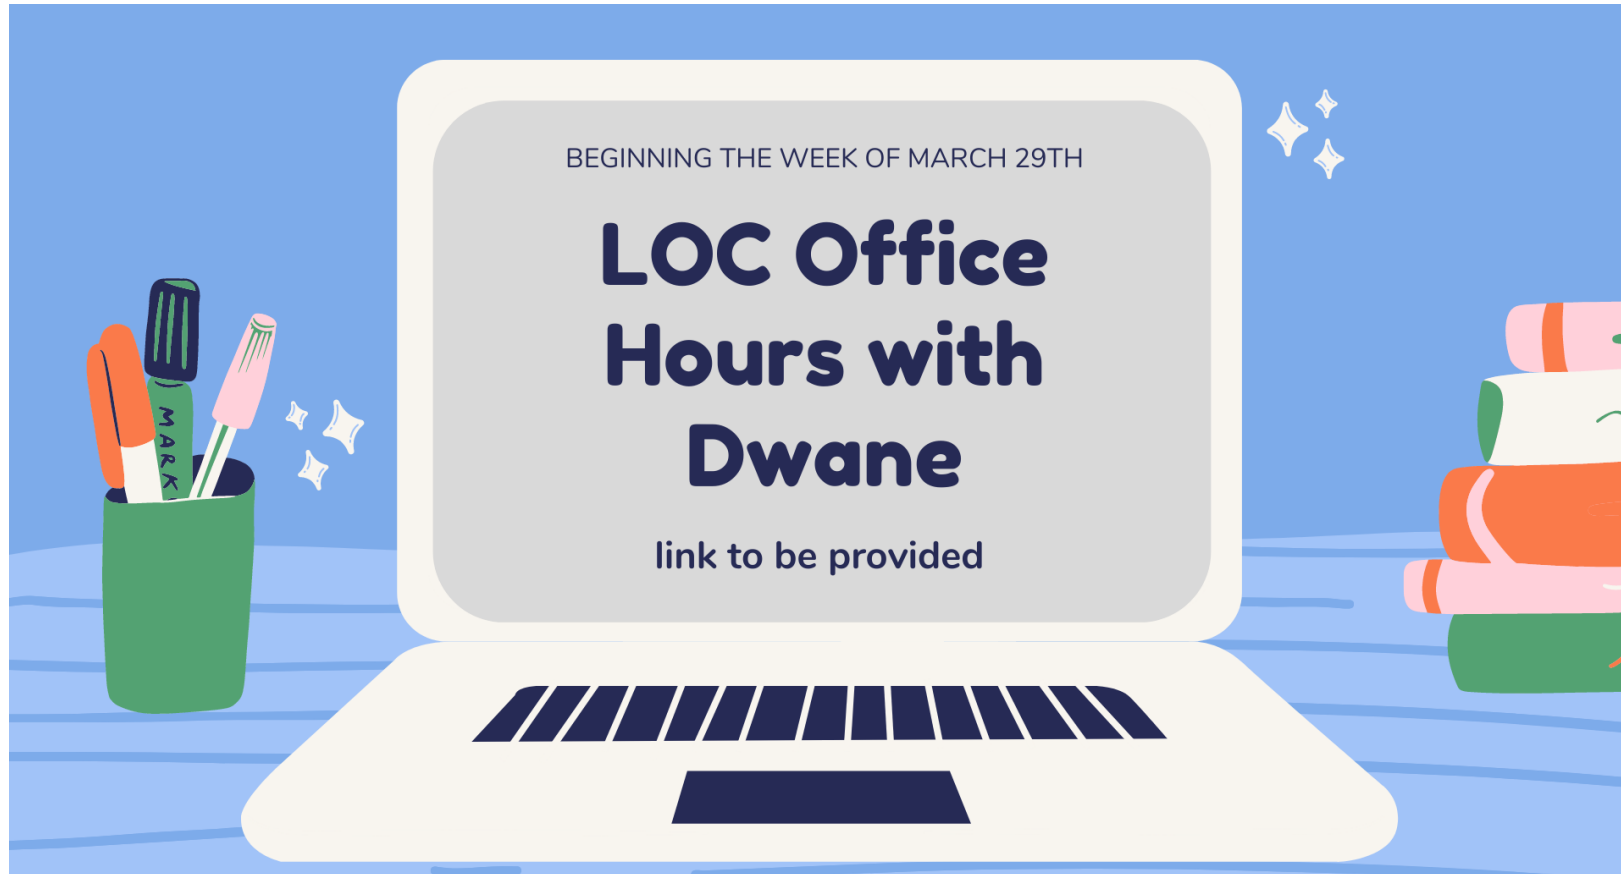 BEGINNING THE WEEK OF MARCH 29TH
LOC Office
Hours with
Dwane
link to be provided
MARK